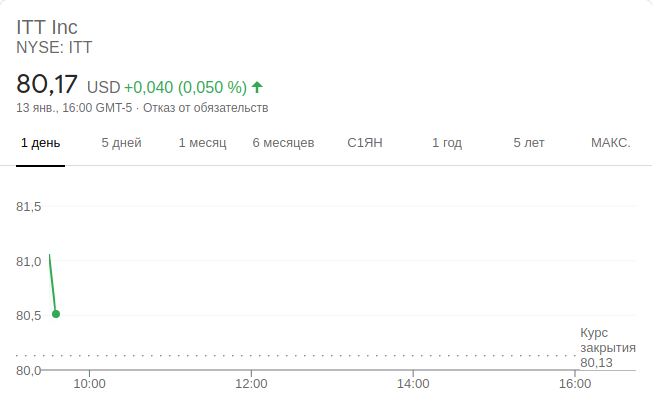 ITT Inc
NYSE: ITT
80,17 USD +0,040 (0,050 %)
13 янв., 16:00 GMT-5 · Отказ от обязательств
1 день 5 дней 1 месяц 6 месяцев С1ЯН 1 год 5 лет МАКС.
81,5
81,0
80,5
Курс
закрытия
80,13
80,0
10:00 12:00 14:00 16:00